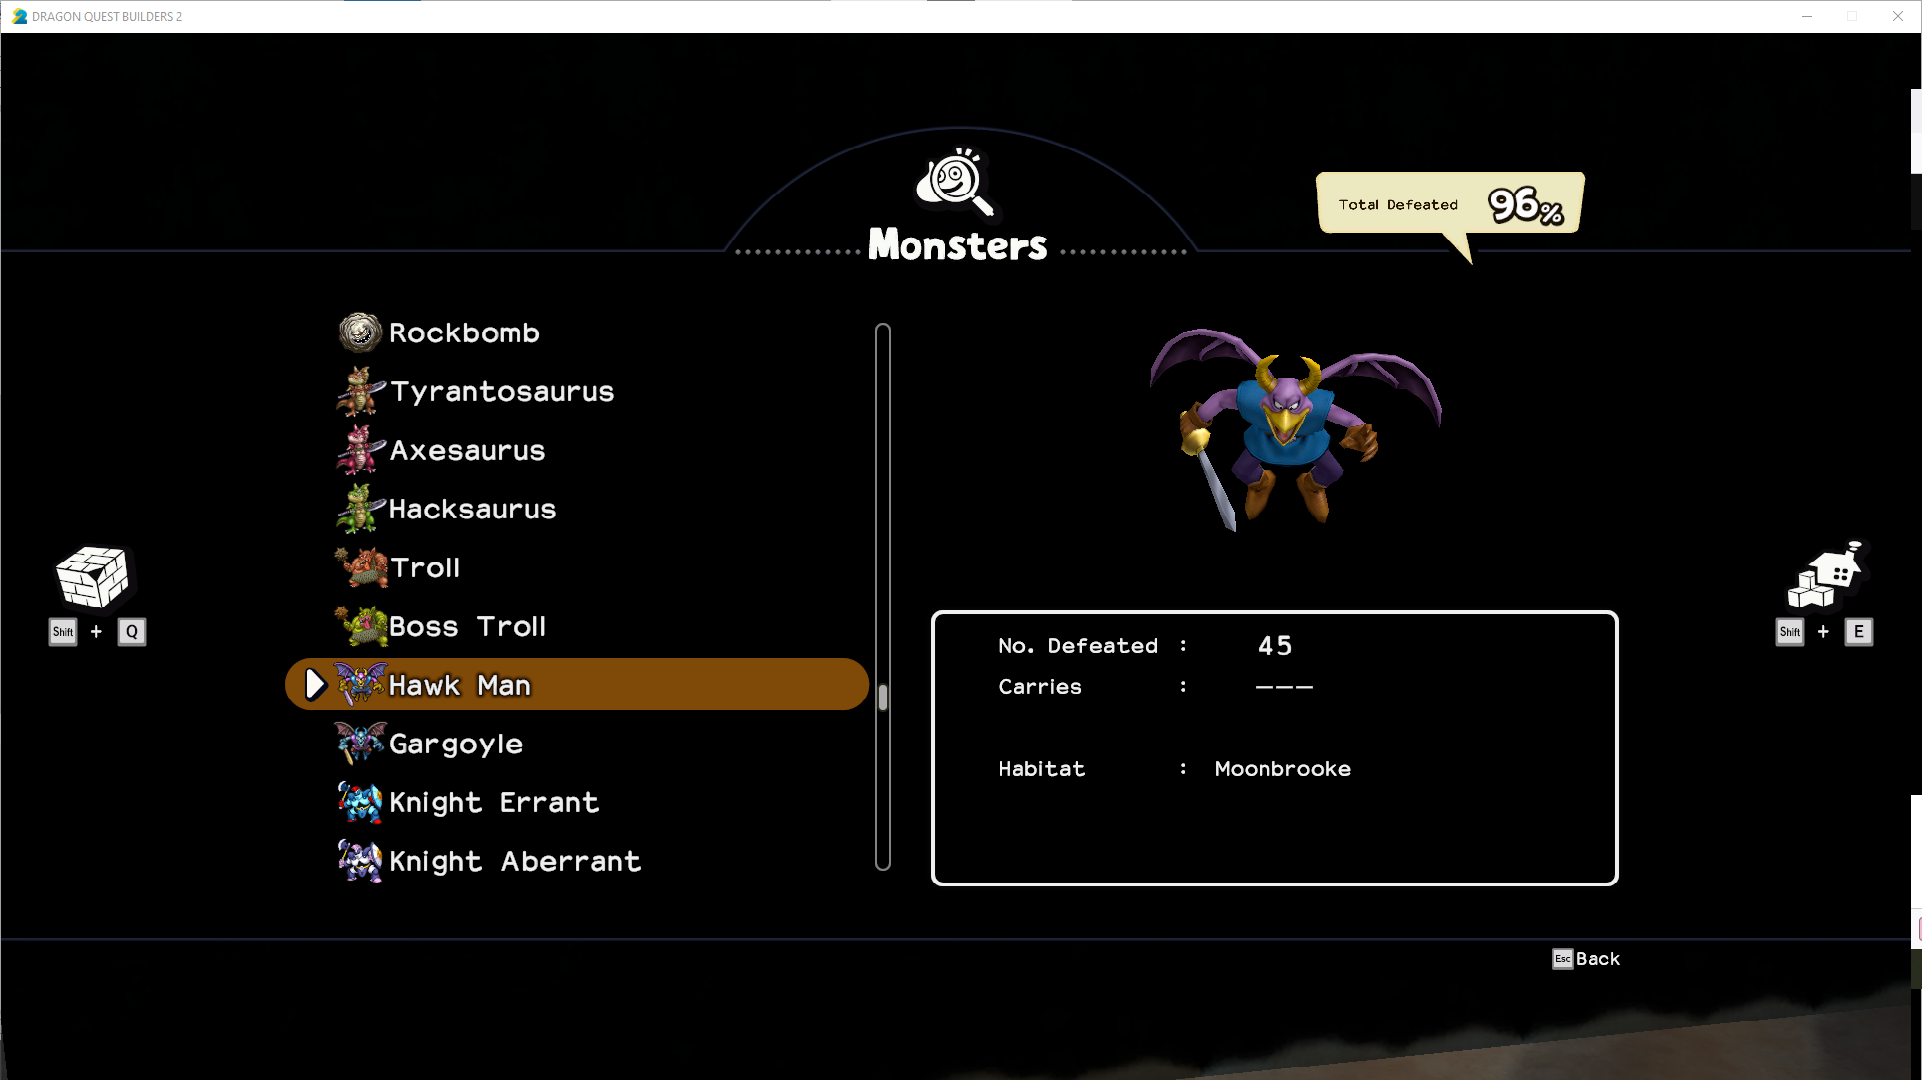 DRAGON QUEST BUILDERS 2
Total Defeated 96%
Monsters
Rockbomb
Tyrantosaurus
Axesaurus
Hacksaurus
Troll
Boss Troll
Hawk Man
Gargoyle
Knight Errant
Knight Aberrant
Shift + Q
No. Defeated : 45
Carries : ———
Habitat : Moonbrooke
Shift + E
Esc Back